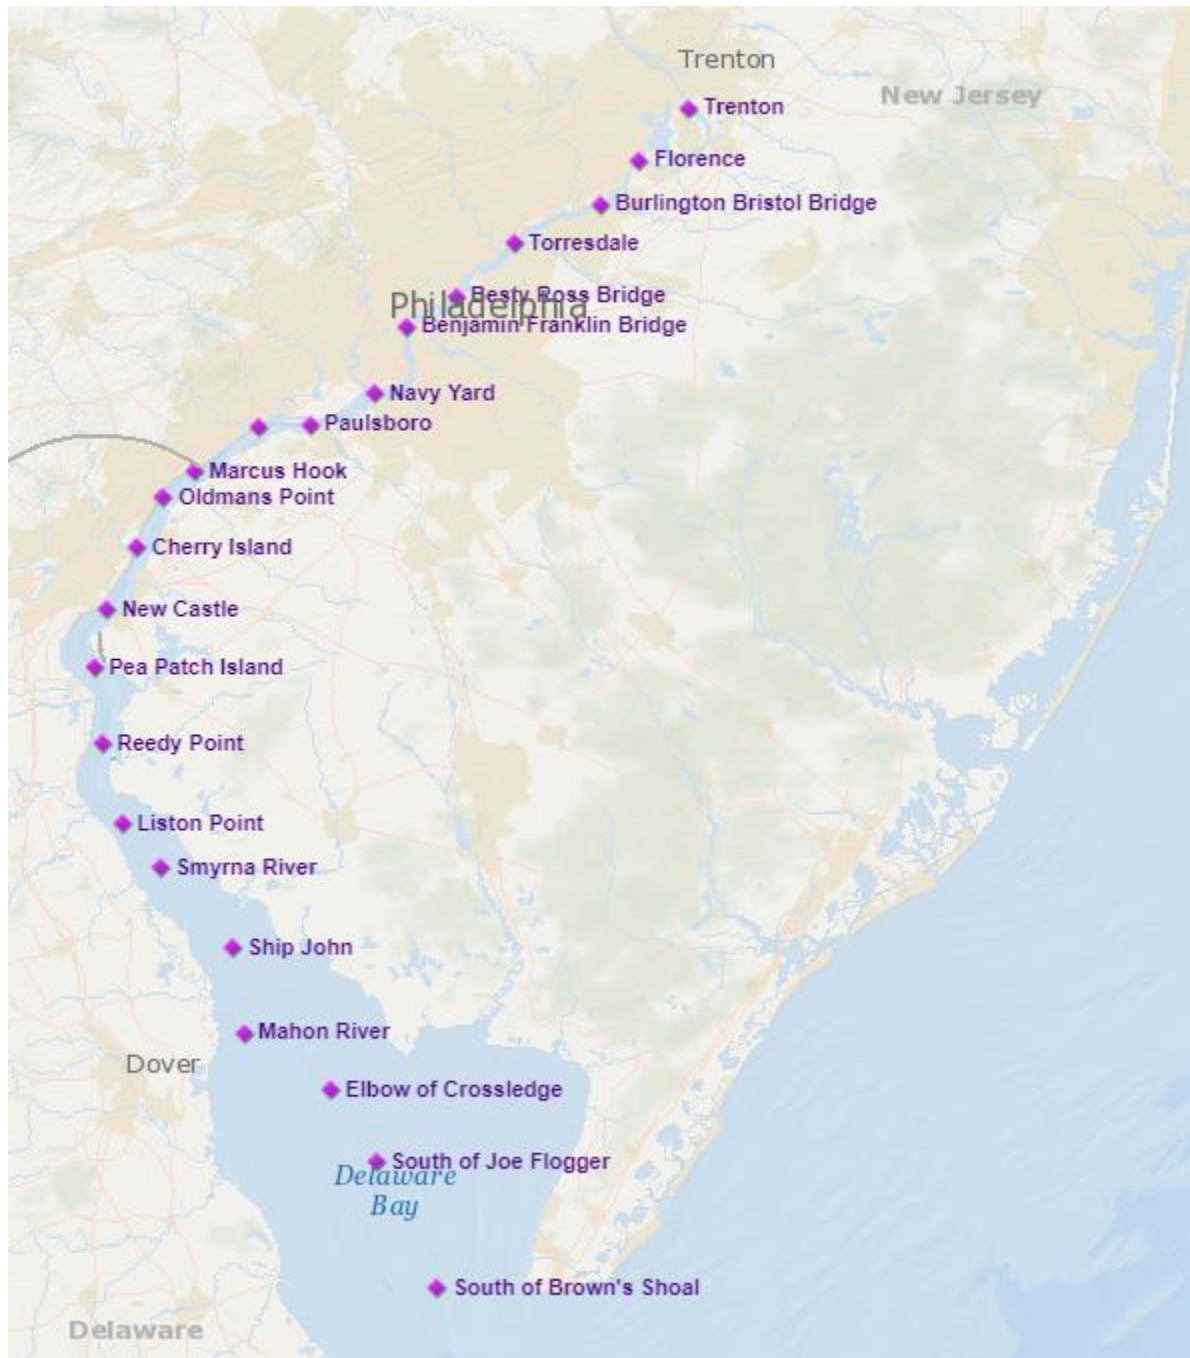 Trenton
New Jersey
Trenton
Florence
Burlington Bristol Bridge
Torresdale
Besty Ross Bridge
Philadelphia
Benjamin Franklin Bridge
Navy Yard
Paulsboro
Marcus Hook
Oldmans Point
Cherry Island
New Castle
Pea Patch Island
Reedy Point
Liston Point
Smyrna River
Ship John
Mahon River
Dover
Elbow of Crossledge
South of Joe Flogger
Delaware
Bay
South of Brown's Shoal
Delaware